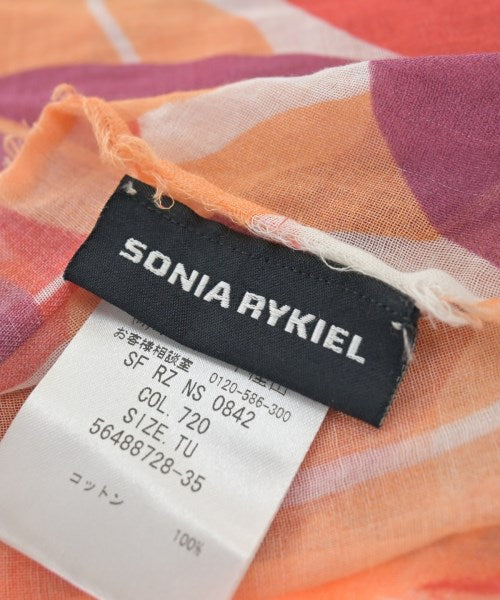 SONIA RYKIEL
お客様相談室 0120-586-300
SF RZ NS 0842
COL. 720
SIZE. TU
56488728-35
コットン 100%